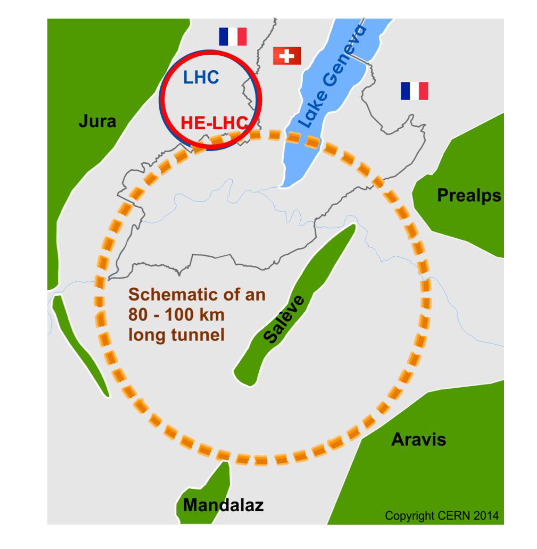 LHC
Lake Geneva
Jura
HE-LHC
Prealps
Schematic of an
80 - 100 km
long tunnel
Salève
Aravis
Mandalaz
Copyright CERN 2014